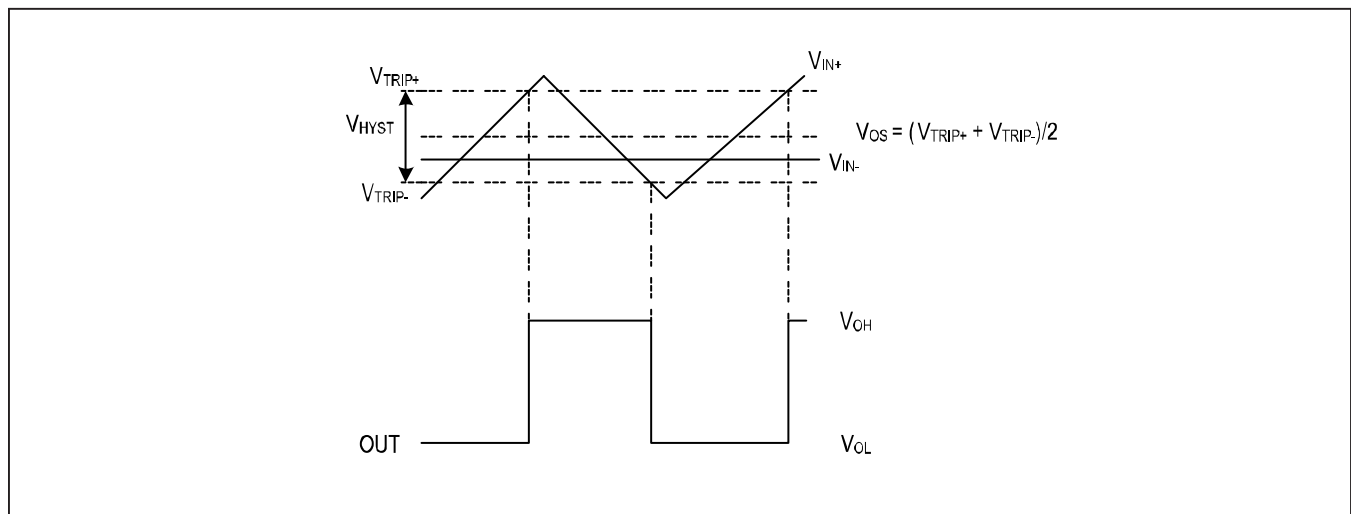 VIN+
VTRIP+
VHYST
VOS = (VTRIP+ + VTRIP-)/2
VIN-
VTRIP-
VOH
OUT
VOL